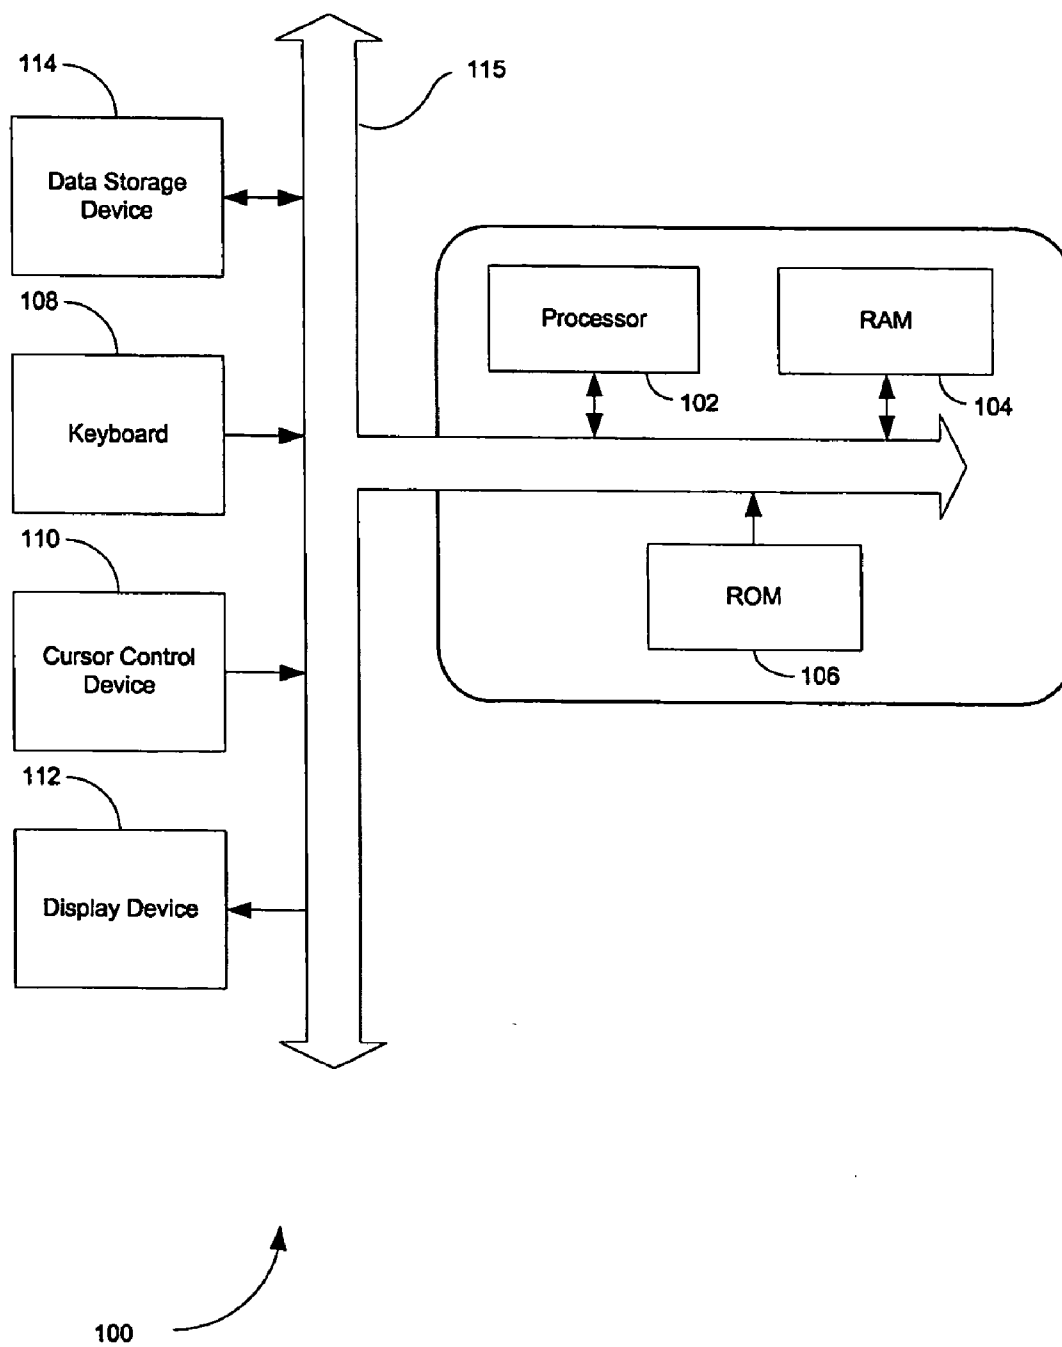 114
115
Data Storage
Device
108
Processor
RAM
102
104
Keyboard
110
ROM
Cursor Control
Device
106
112
Display Device
100